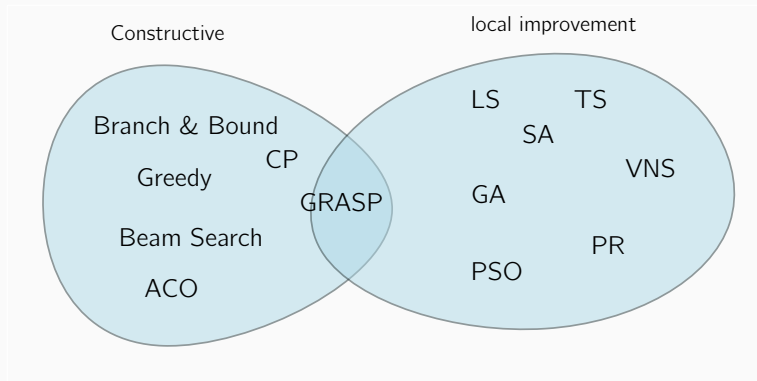 Constructive
local improvement
Branch & Bound
CP
Greedy
Beam Search
ACO
GRASP
LS
TS
SA
VNS
GA
PR
PSO